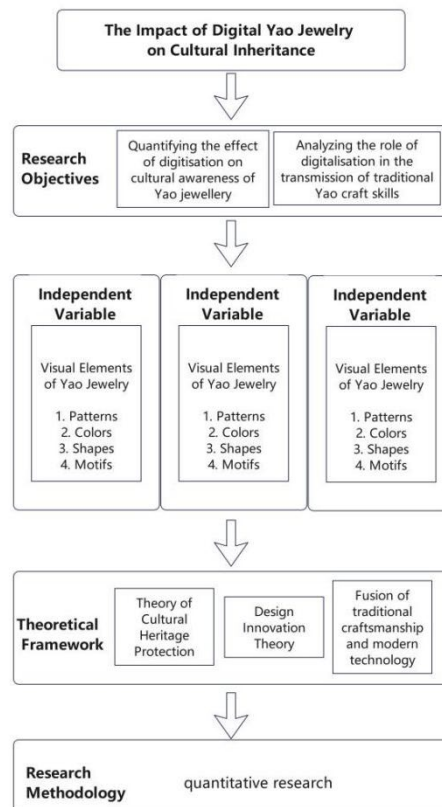 The Impact of Digital Yao Jewelry
on Cultural Inheritance
Research
Objectives
Quantifying the effect
of digitisation on
cultural awareness of
Yao jewellery
Analyzing the role of
digitalisation in the
transmission of traditional
Yao craft skills
Independent
Variable
Visual Elements
of Yao Jewelry
1. Patterns
2. Colors
3. Shapes
4. Motifs
Independent
Variable
Visual Elements
of Yao Jewelry
1. Patterns
2. Colors
3. Shapes
4. Motifs
Independent
Variable
Visual Elements
of Yao Jewelry
1. Patterns
2. Colors
3. Shapes
4. Motifs
Theoretical
Framework
Theory of
Cultural
Heritage
Protection
Design
Innovation
Theory
Fusion of
traditional
craftsmanship
and modern
technology
Research
Methodology
quantitative research